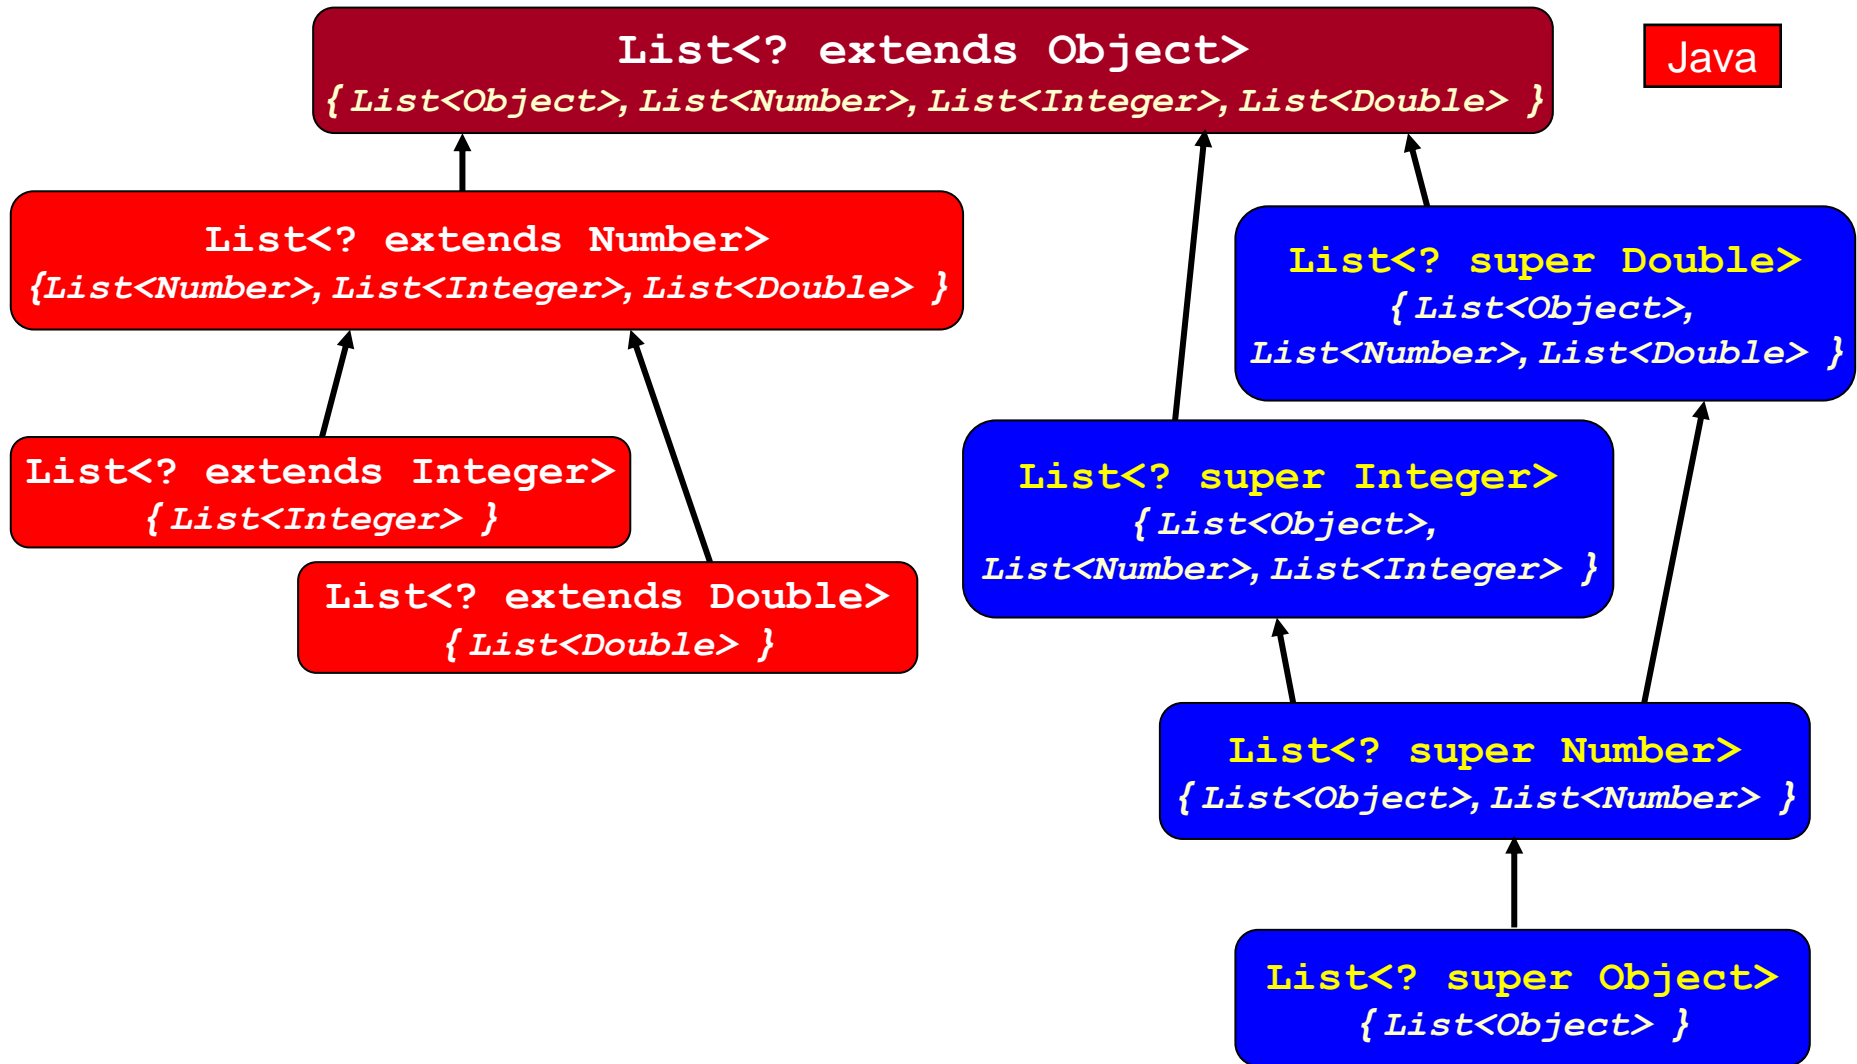 List<? extends Object>
{ List<Object>, List<Number>, List<Integer>, List<Double> }
Java
List<? extends Number>
{List<Number>, List<Integer>, List<Double> }
List<? super Double>
{ List<Object>,
List<Number>, List<Double> }
List<? extends Integer>
{ List<Integer> }
List<? super Integer>
{ List<Object>,
List<Number>, List<Integer> }
List<? extends Double>
{ List<Double> }
List<? super Number>
{ List<Object>, List<Number> }
List<? super Object>
{ List<Object> }